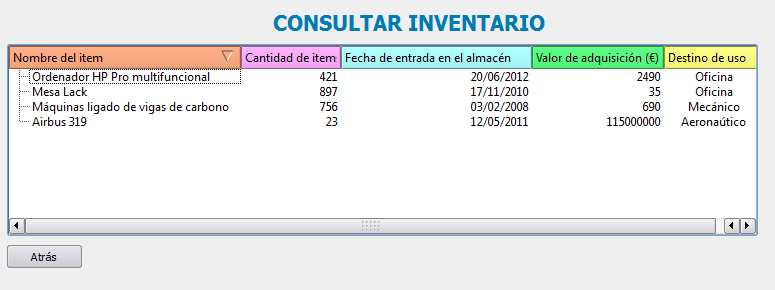 CONSULTAR INVENTARIO
Nombre del item Cantidad de item Fecha de entrada en el almacén Valor de adquisición (€) Destino de uso
Ordenador HP Pro multifuncional 421 20/06/2012 2490 Oficina
Mesa Lack 897 17/11/2010 35 Oficina
Máquinas ligado de vigas de carbono 756 03/02/2008 690 Mecánico
Airbus 319 23 12/05/2011 115000000 Aeronaútico
Atrás